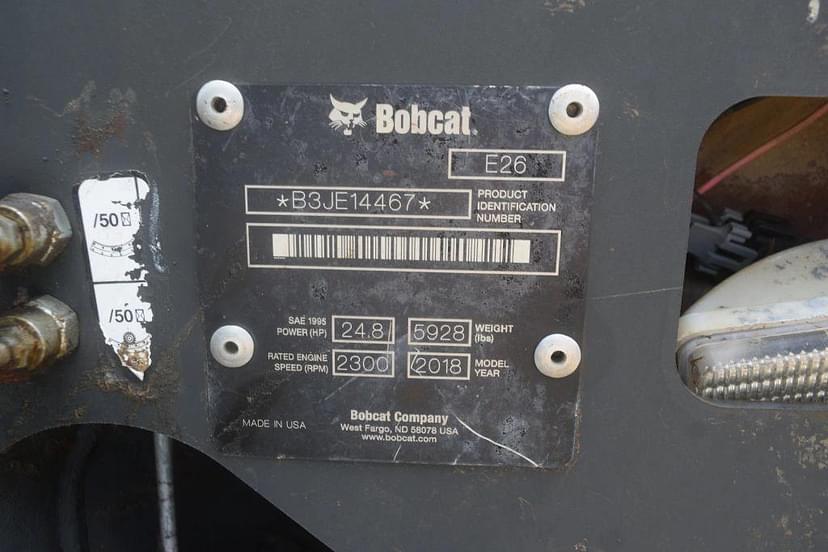 Bobcat
E26
*B3JE14467*
PRODUCT
IDENTIFICATION
NUMBER
SAE 1995
POWER (HP)
24.8
5928
WEIGHT
(lbs)
RATED ENGINE
SPEED (RPM)
2300
2018
MODEL
YEAR
MADE IN USA
Bobcat Company
West Fargo, ND 58078 USA
www.bobcat.com
/50
/50